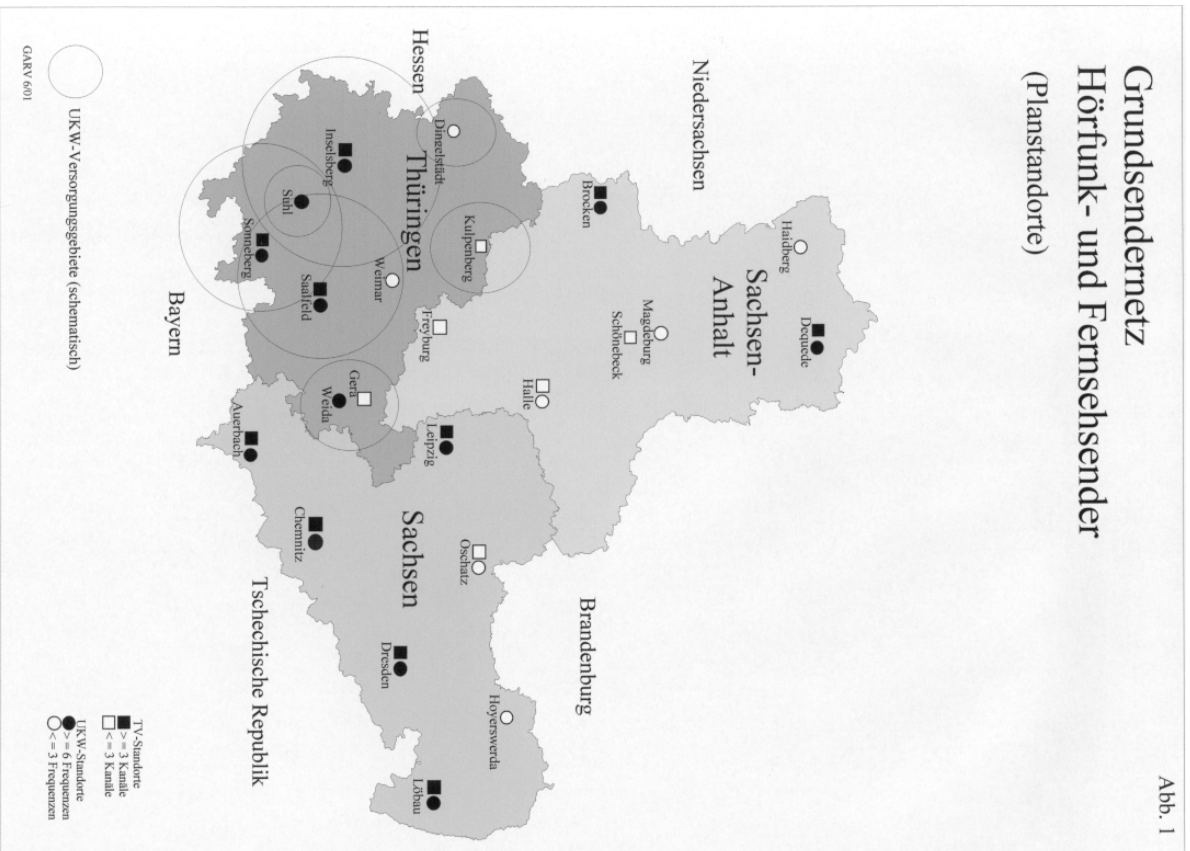 Abb. 1
Grundsendernetz
Hörfunk- und Fernsehsender
(Planstandorte)
Niedersachsen
Haidberg
Dequede
Sachsen-
Anhalt
Magdeburg
Schönebeck
Brocken
Halle
Brandenburg
Hessen
Dingelstädt
Kulpenberg
Thüringen
Freyburg
Weimar
Inselsberg
Suhl
Sonneberg
Saalfeld
Gera
Weida
Leipzig
Oschatz
Hoyerswerda
Sachsen
Dresden
Löbau
Chemnitz
Auerbach
Bayern
Tschechische Republik
TV-Standorte
> = 3 Kanäle
< = 3 Kanäle
UKW-Standorte
> = 6 Frequenzen
< = 3 Frequenzen
UKW-Versorgungsgebiete (schematisch)
GARV 6/01